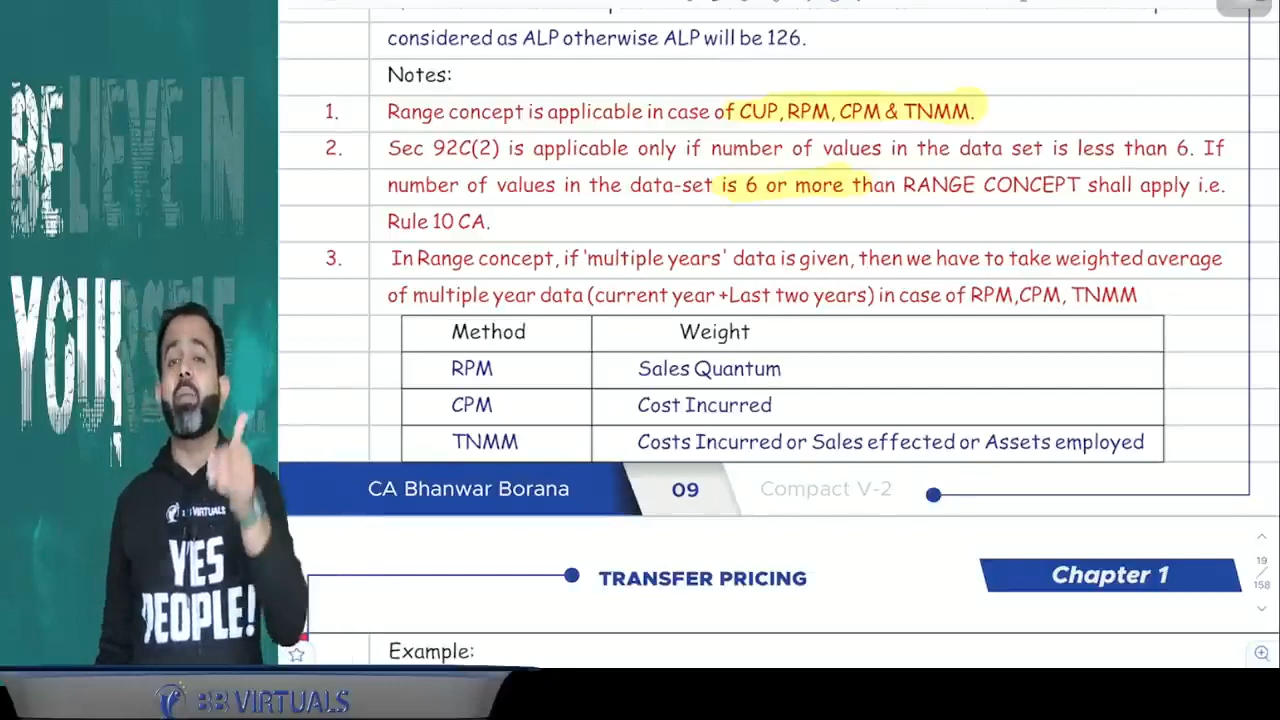 considered as ALP otherwise ALP will be 126.
Notes:
1. Range concept is applicable in case of CUP, RPM, CPM & TNMM.
2. Sec 92C(2) is applicable only if number of values in the data set is less than 6. If
number of values in the data-set is 6 or more than RANGE CONCEPT shall apply i.e.
Rule 10 CA.
3. In Range concept, if 'multiple years' data is given, then we have to take weighted average
of multiple year data (current year +Last two years) in case of RPM,CPM, TNMM
Method Weight
RPM Sales Quantum
CPM Cost Incurred
TNMM Costs Incurred or Sales effected or Assets employed
CA Bhanwar Borana 09 Compact V-2
TRANSFER PRICING Chapter 1
19
/
158
Example:
BELIEVE IN
YOURSELF
BB VIRTUALS
YES
PEOPLE!
BB VIRTUALS